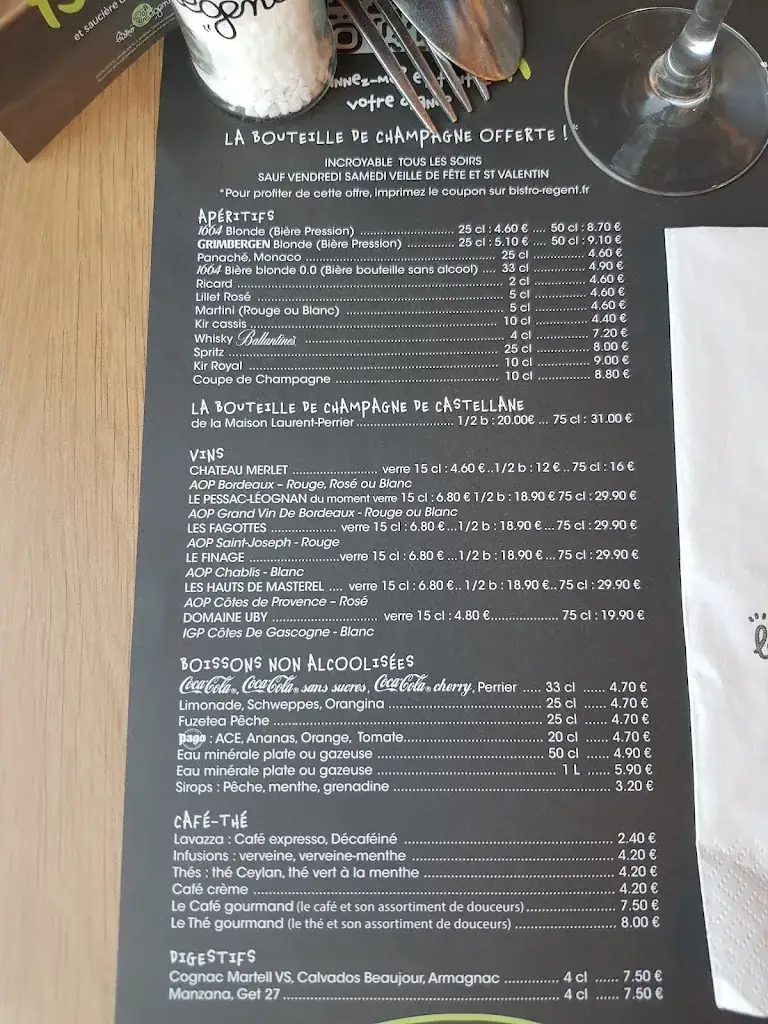 et saucière
votre
LA BOUTEILLE DE CHAMPAGNE OFFERTE !*
INCROYABLE TOUS LES SOIRS
SAUF VENDREDI SAMEDI VEILLE DE FÊTE ET ST VALENTIN
*Pour profiter de cette offre, imprimez le coupon sur bistro-regent.fr
APÉRITIFS
1664 Blonde (Bière Pression) ........................ 25 cl : 4.60 € .... 50 cl : 8.70 €
GRIMBERGEN Blonde (Bière Pression) .............. 25 cl : 5.10 € .... 50 cl : 9.10 €
Panaché, Monaco ........................ 25 cl .............. 4.60 €
1664 Bière blonde 0.0 (Bière bouteille sans alcool) .... 33 cl .............. 4.90 €
Ricard ........................ 2 cl .............. 4.60 €
Lillet Rosé ........................ 5 cl .............. 4.60 €
Martini (Rouge ou Blanc) ........................ 5 cl .............. 4.60 €
Kir cassis ........................ 10 cl .............. 4.40 €
Whisky Ballantines ........................ 4 cl .............. 7.20 €
Spritz ........................ 25 cl .............. 8.00 €
Kir Royal ........................ 10 cl .............. 9.00 €
Coupe de Champagne ........................ 10 cl .............. 8.80 €
LA BOUTEILLE DE CHAMPAGNE DE CASTELLANE
de la Maison Laurent-Perrier ........................ 1/2 b : 20.00€ ... 75 cl : 31.00 €
VINS
CHATEAU MERLET ..................... verre 15 cl : 4.60 € ..1/2 b : 12 € .. 75 cl : 16 €
AOP Bordeaux – Rouge, Rosé ou Blanc
LE PESSAC-LÉOGNAN du moment verre 15 cl : 6.80 € 1/2 b : 18.90 € 75 cl : 29.90 €
AOP Grand Vin De Bordeaux - Rouge ou Blanc
LES FAGOTTES ................ verre 15 cl : 6.80 € ...1/2 b : 18.90 € ...75 cl : 29.90 €
AOP Saint-Joseph - Rouge
LE FINAGE ......................verre 15 cl : 6.80 € ...1/2 b : 18.90 € ...75 cl : 29.90 €
AOP Chablis - Blanc
LES HAUTS DE MASTEREL .... verre 15 cl : 6.80€.. 1/2 b : 18.90 €.. 75 cl : 29.90 €
AOP Côtes de Provence – Rosé
DOMAINE UBY ........................ verre 15 cl : 4.80€.................. 75 cl : 19.90 €
IGP Côtes De Gascogne - Blanc
BOISSONS NON ALCOOLISÉES
Coca-Cola®, Coca-Cola® sans sucres, Coca-Cola® cherry, Perrier ..... 33 cl ...... 4.70 €
Limonade, Schweppes, Orangina ........................ 25 cl ...... 4.70 €
Fuzetea Pêche ........................ 25 cl ...... 4.70 €
pago : ACE, Ananas, Orange, Tomate........................ 20 cl ...... 4.70 €
Eau minérale plate ou gazeuse ........................ 50 cl ...... 4.90 €
Eau minérale plate ou gazeuse ........................ 1 L ...... 5.90 €
Sirops : Pêche, menthe, grenadine ........................ 3.20 €
CAFÉ-THÉ
Lavazza : Café expresso, Décaféiné ........................ 2.40 €
Infusions : verveine, verveine-menthe ........................ 4.20 €
Thés : thé Ceylan, thé vert à la menthe ........................ 4.20 €
Café crème ........................ 4.20 €
Le Café gourmand (le café et son assortiment de douceurs)........................ 7.50 €
Le Thé gourmand (le thé et son assortiment de douceurs) ........................ 8.00 €
DIGESTIFS
Cognac Martell VS, Calvados Beaujour, Armagnac ............... 4 cl ...... 7.50 €
Manzana, Get 27........................ 4 cl ...... 7.50 €